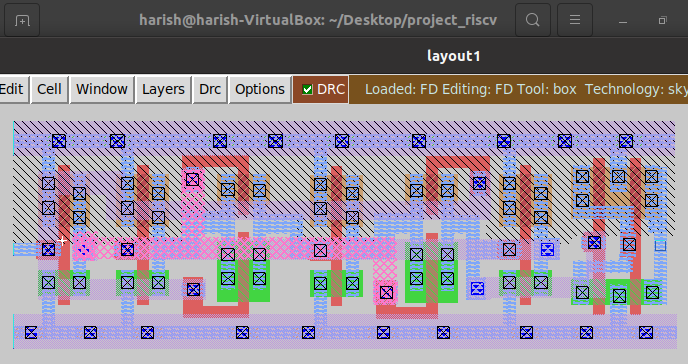 harish@harish-VirtualBox: ~/Desktop/project_riscv
layout1
Edit Cell Window Layers Drc Options DRC Loaded: FD Editing: FD Tool: box Technology: sky